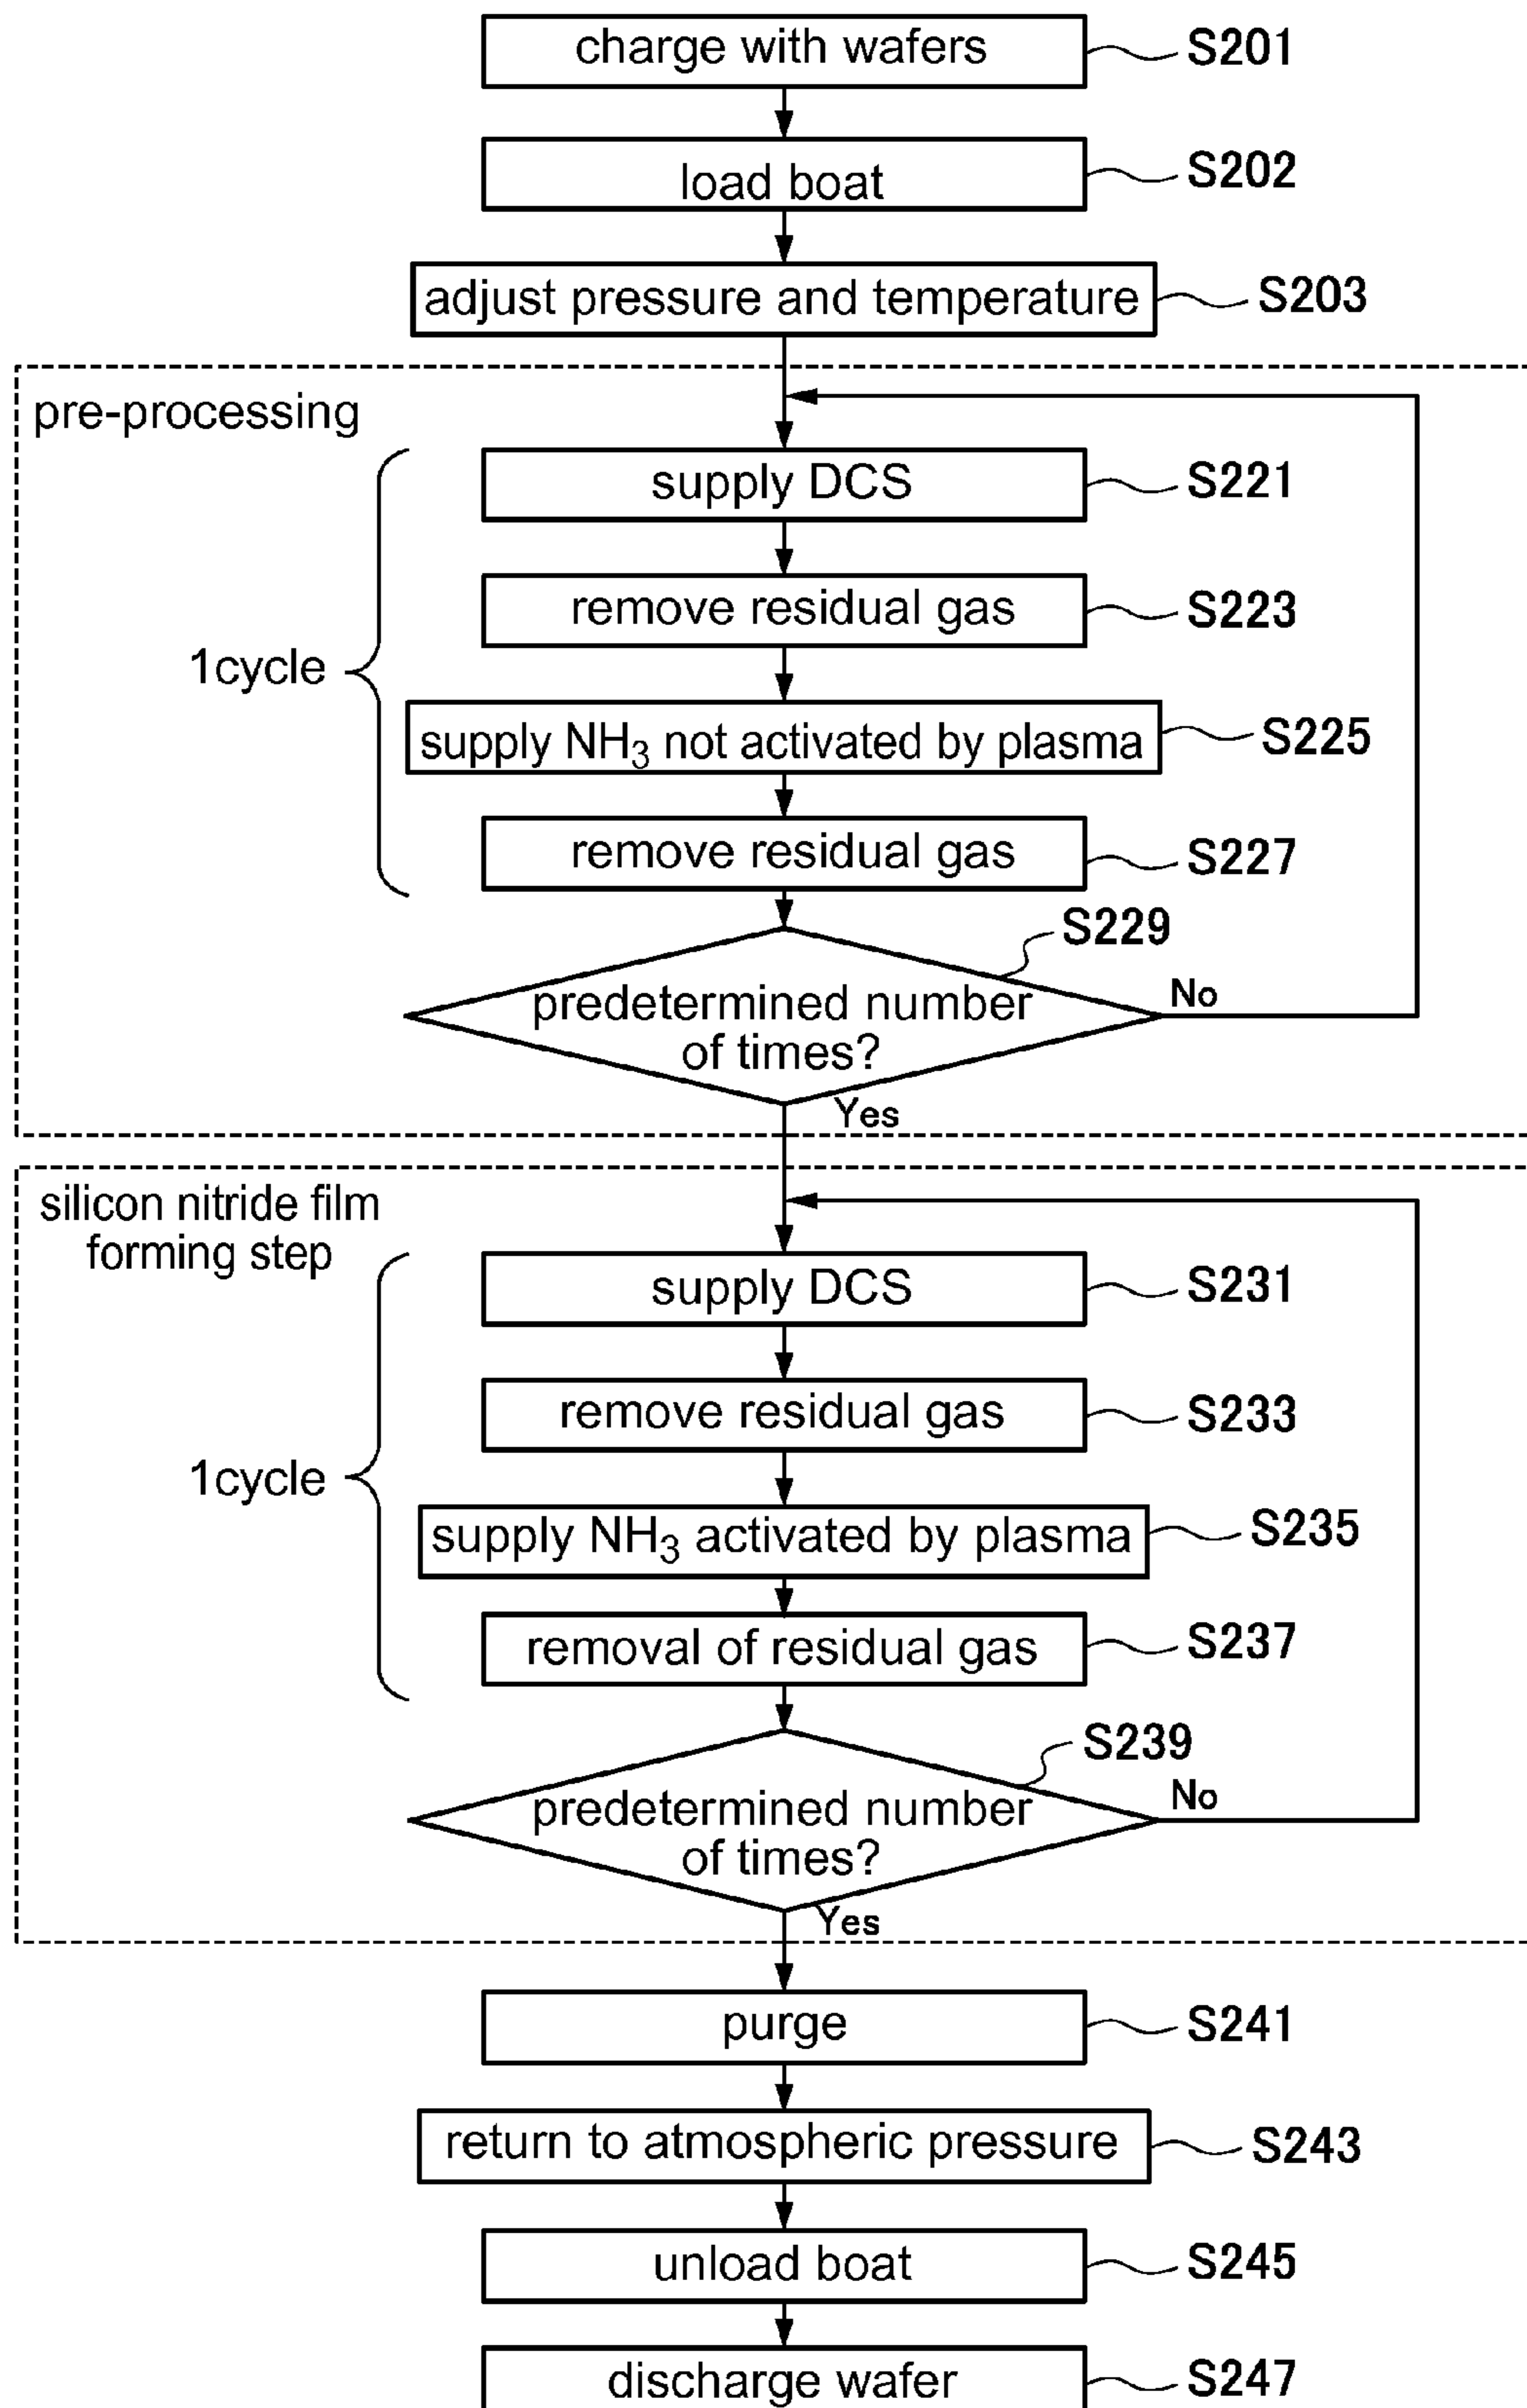 charge with wafers
S201
load boat
S202
adjust pressure and temperature
S203
pre-processing
supply DCS
S221
remove residual gas
S223
1cycle
supply NH₃ not activated by plasma
S225
remove residual gas
S227
S229
predetermined number
of times?
No
Yes
silicon nitride film
forming step
supply DCS
S231
remove residual gas
S233
1cycle
supply NH₃ activated by plasma
S235
removal of residual gas
S237
S239
predetermined number
of times?
No
Yes
purge
S241
return to atmospheric pressure
S243
unload boat
S245
discharge wafer
S247